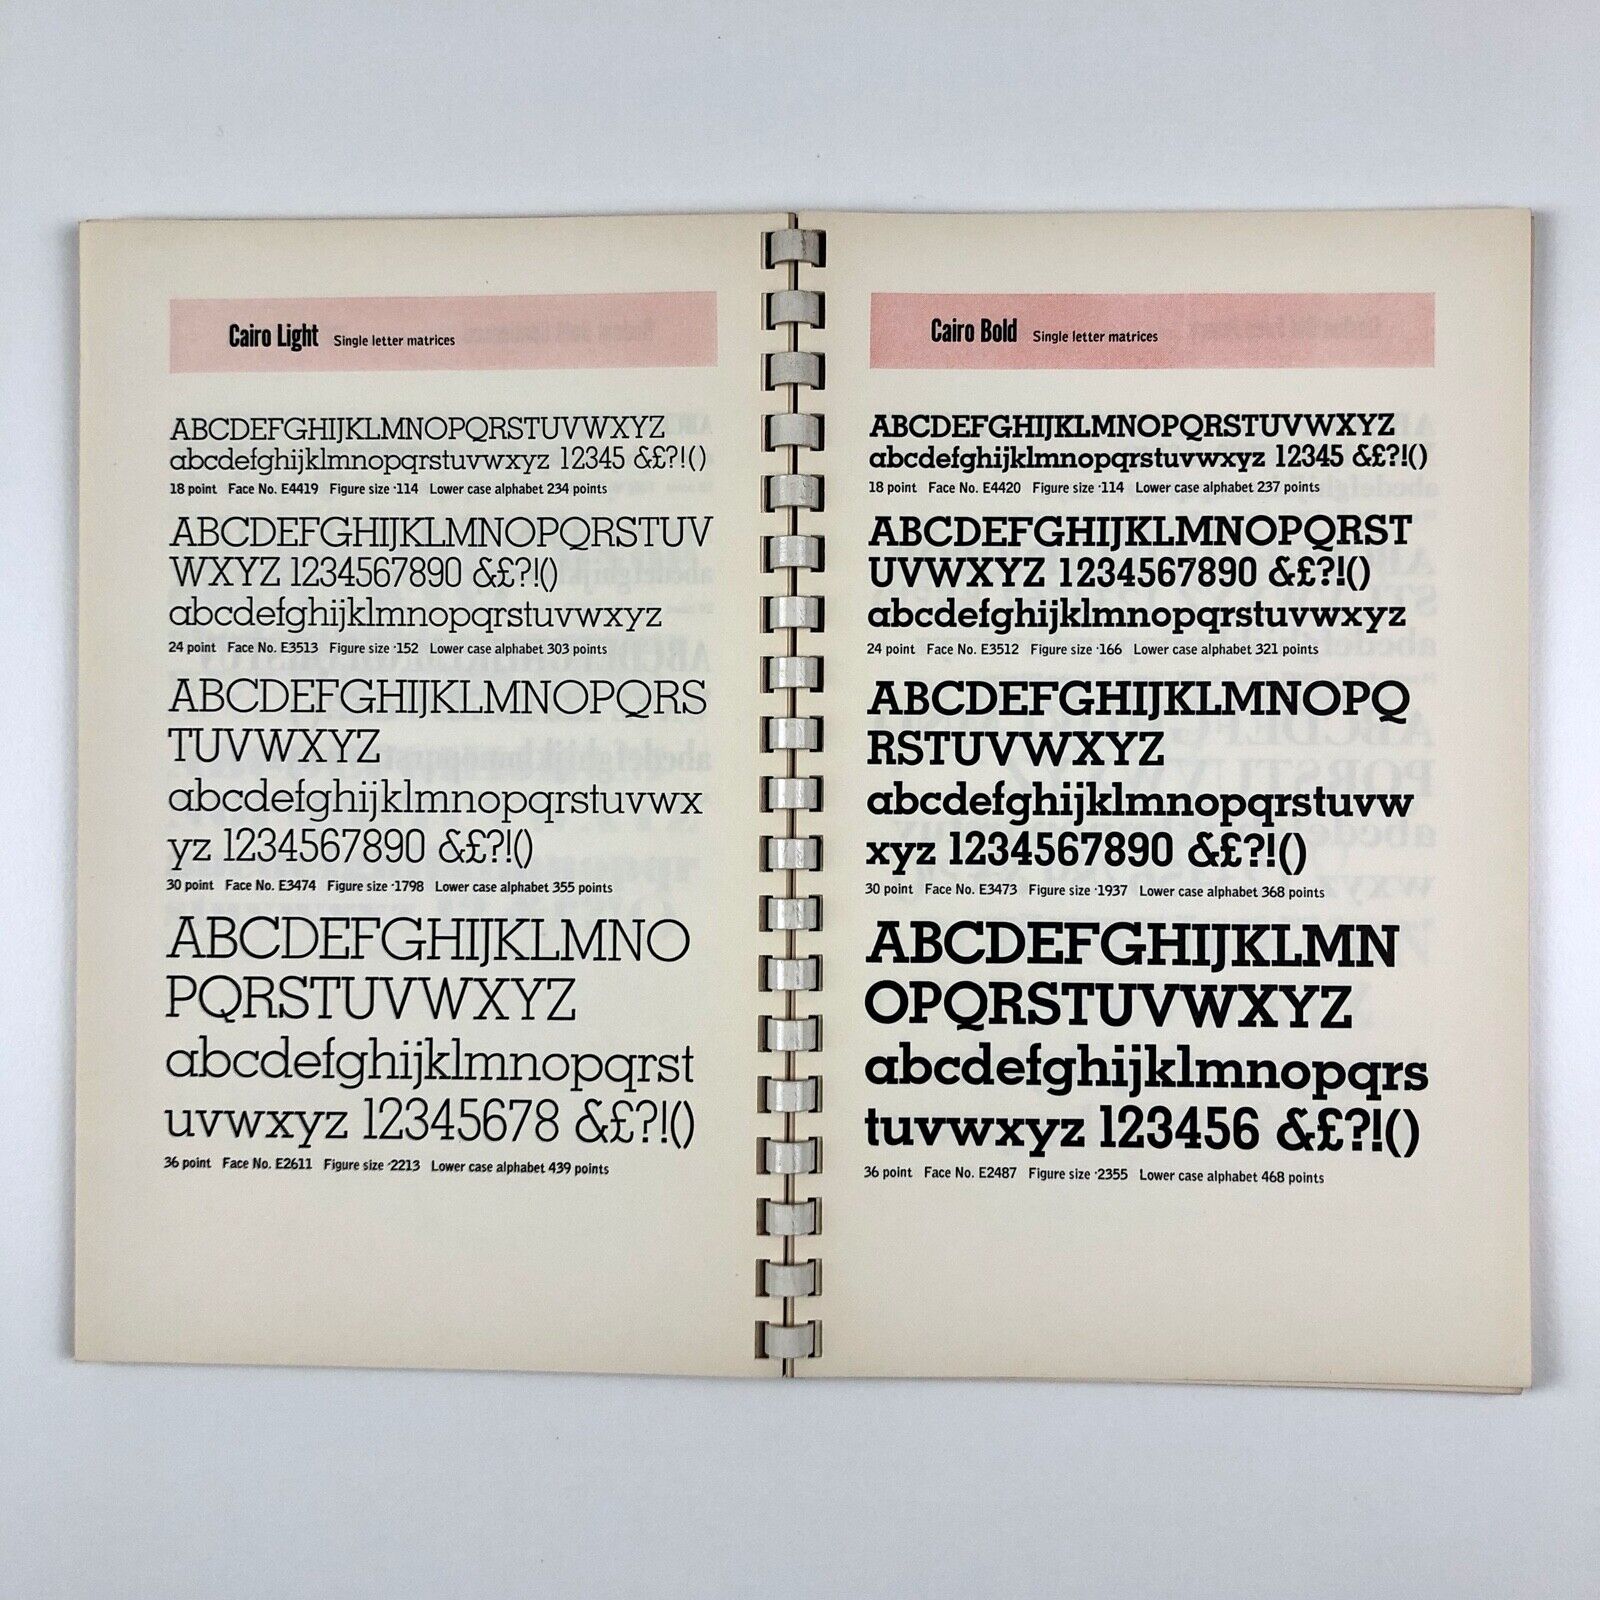 Cairo Light Single letter matrices
ABCDEFGHIJKLMNOPQRSTUVWXYZ
abcdefghijklmnopqrstuvwxyz 12345 &£?!()
18 point Face No. E4419 Figure size ·114 Lower case alphabet 234 points
ABCDEFGHIJKLMNOPQRSTUV
WXYZ 1234567890 &£?!()
abcdefghijklmnopqrstuvwxyz
24 point Face No. E3513 Figure size ·152 Lower case alphabet 303 points
ABCDEFGHIJKLMNOPQRS
TUVWXYZ
abcdefghijklmnopqrstuvwx
yz 1234567890 &£?!()
30 point Face No. E3474 Figure size ·1798 Lower case alphabet 355 points
ABCDEFGHIJKLMNO
PQRSTUVWXYZ
abcdefghijklmnopqrst
uvwxyz 12345678 &£?!()
36 point Face No. E2611 Figure size ·2213 Lower case alphabet 439 points
Cairo Bold Single letter matrices
ABCDEFGHIJKLMNOPQRSTUVWXYZ
abcdefghijklmnopqrstuvwxyz 12345 &£?!()
18 point Face No. E4420 Figure size ·114 Lower case alphabet 237 points
ABCDEFGHIJKLMNOPQRST
UVWXYZ 1234567890 &£?!()
abcdefghijklmnopqrstuvwxyz
24 point Face No. E3512 Figure size ·166 Lower case alphabet 321 points
ABCDEFGHIJKLMNOPQ
RSTUVWXYZ
abcdefghijklmnopqrstuvw
xyz 1234567890 &£?!()
30 point Face No. E3473 Figure size ·1937 Lower case alphabet 368 points
ABCDEFGHIJKLMN
OPQRSTUVWXYZ
abcdefghijklmnopqrs
tuvwxyz 123456 &£?!()
36 point Face No. E2487 Figure size ·2355 Lower case alphabet 468 points